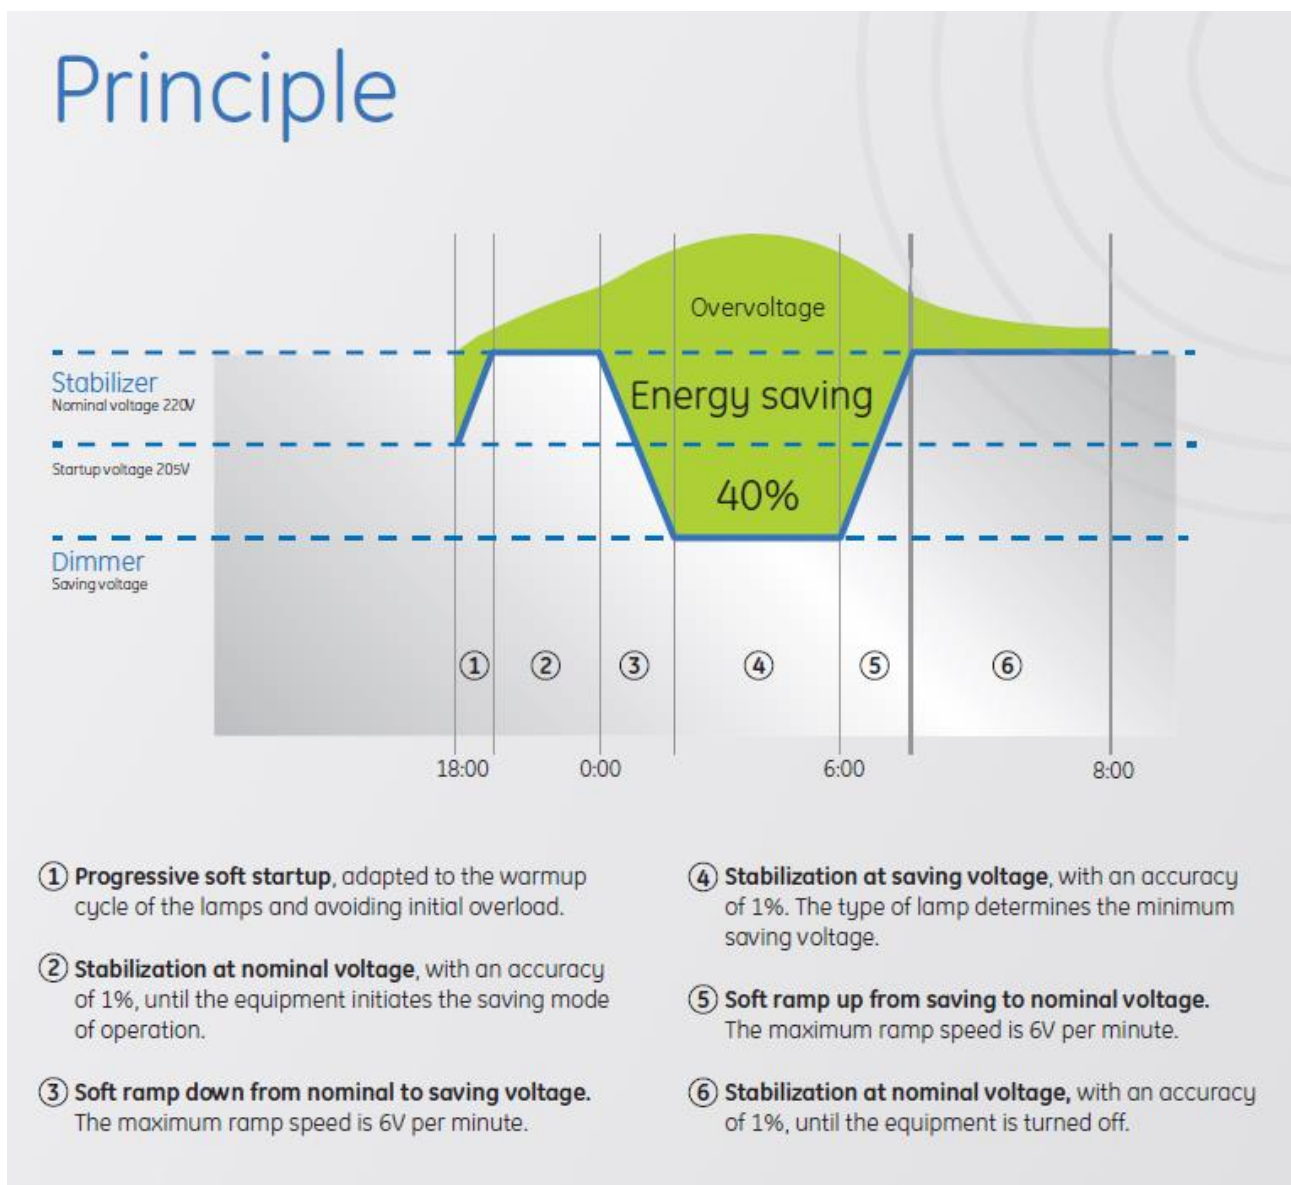 Principle
Overvoltage
Stabilizer
Nominal voltage 220V
Energy saving
Startup voltage 205V
40%
Dimmer
Saving voltage
① ② ③ ④ ⑤ ⑥
18:00 0:00 6:00 8:00
① Progressive soft startup, adapted to the warmup
cycle of the lamps and avoiding initial overload.
② Stabilization at nominal voltage, with an accuracy
of 1%, until the equipment initiates the saving mode
of operation.
③ Soft ramp down from nominal to saving voltage.
The maximum ramp speed is 6V per minute.
④ Stabilization at saving voltage, with an accuracy
of 1%. The type of lamp determines the minimum
saving voltage.
⑤ Soft ramp up from saving to nominal voltage.
The maximum ramp speed is 6V per minute.
⑥ Stabilization at nominal voltage, with an accuracy
of 1%, until the equipment is turned off.